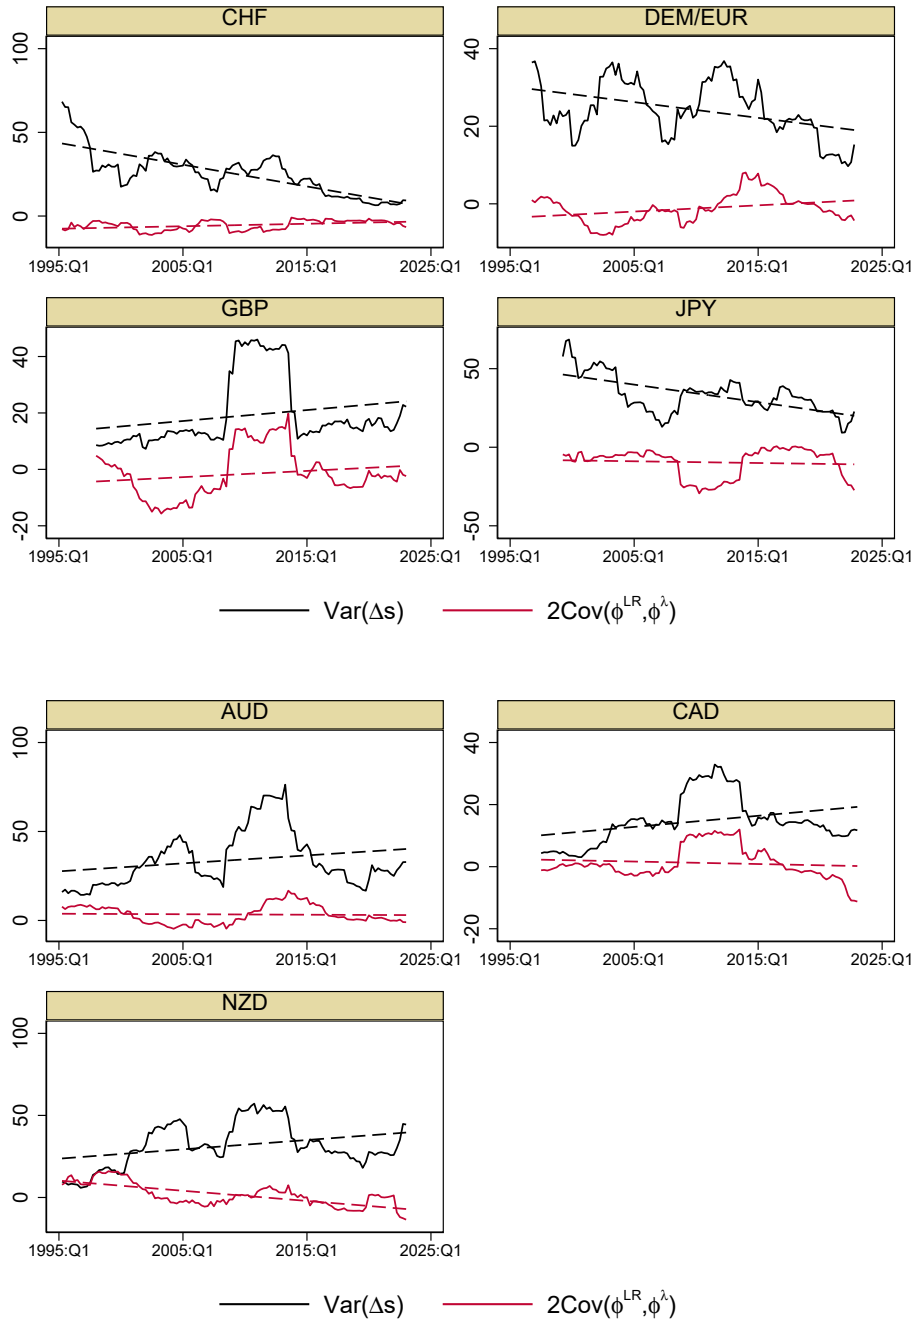 CHF DEM/EUR
100 40
50 20
0 0
1995:Q1 2005:Q1 2015:Q1 2025:Q1 1995:Q1 2005:Q1 2015:Q1 2025:Q1
GBP JPY
40 50
20 0
0 -50
-20
1995:Q1 2005:Q1 2015:Q1 2025:Q1 1995:Q1 2005:Q1 2015:Q1 2025:Q1
Var(Δs) 2Cov(ϕ^LR,ϕ^λ)
AUD CAD
100 40
50 20
0 0
-20
1995:Q1 2005:Q1 2015:Q1 2025:Q1 1995:Q1 2005:Q1 2015:Q1 2025:Q1
NZD
100
50
0
1995:Q1 2005:Q1 2015:Q1 2025:Q1
Var(Δs) 2Cov(ϕ^LR,ϕ^λ)